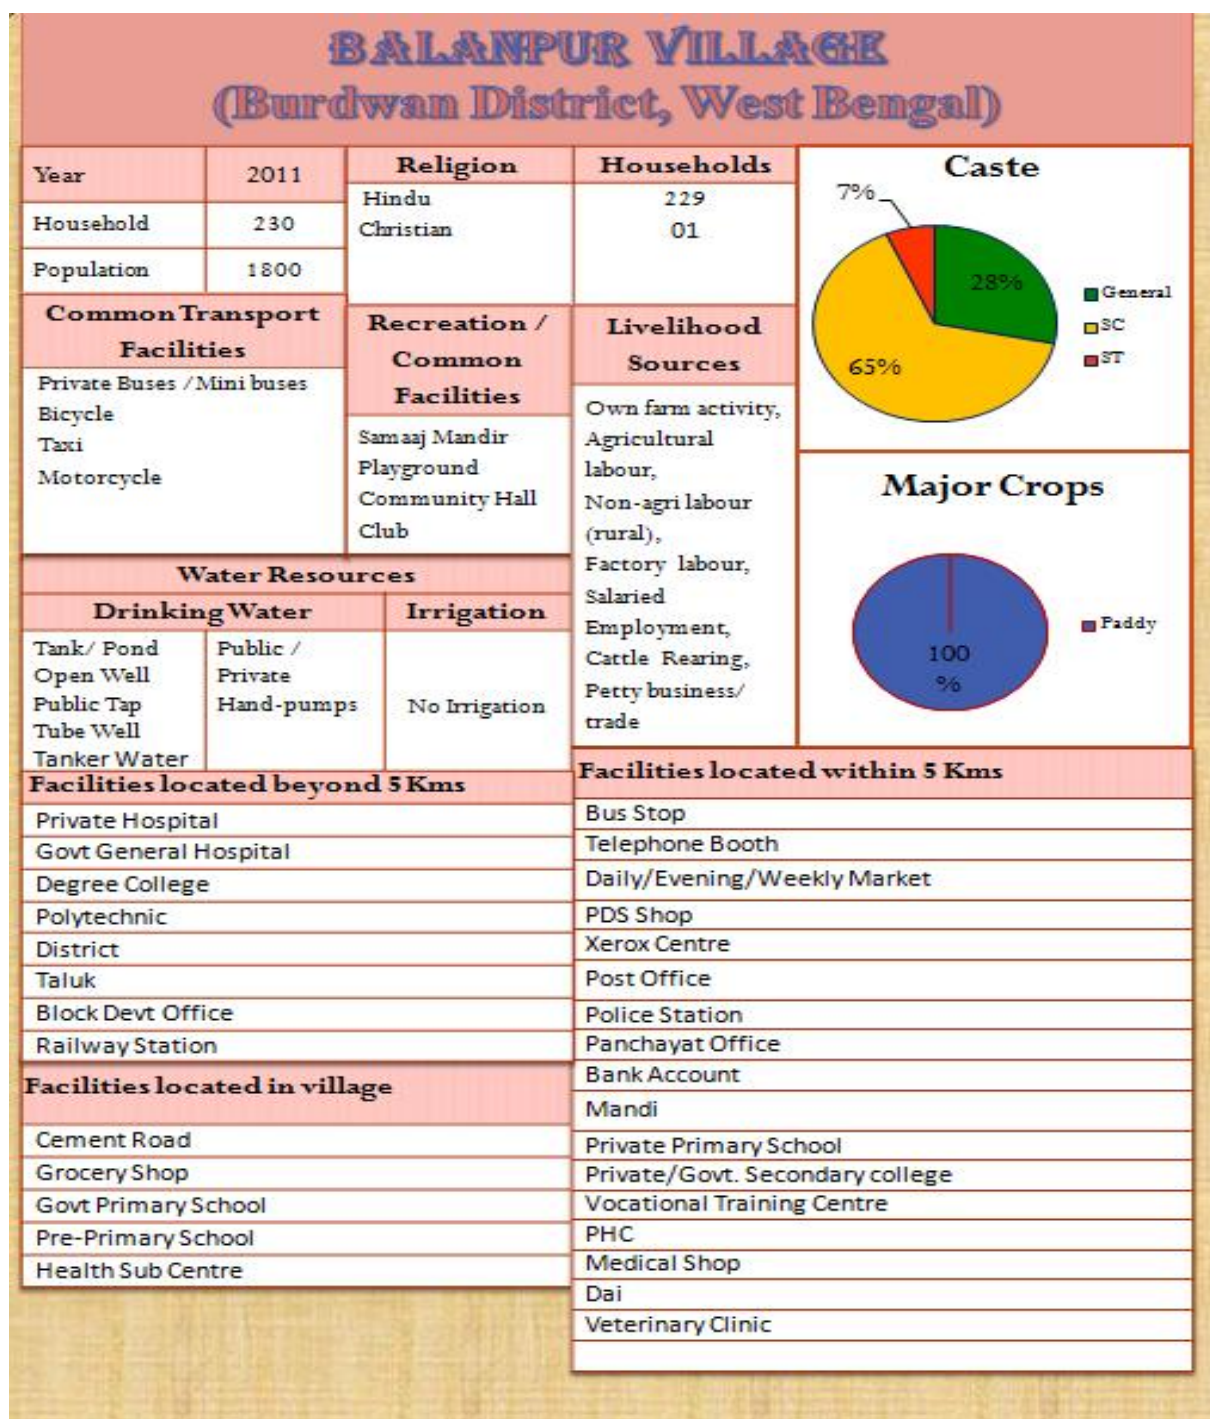 BALANPUR VILLAGE
(Burdwan District, West Bengal)
Year 2011
Household 230
Population 1800
Religion Households
Hindu 229
Christian 01
Caste
7%
28%
65%
General
SC
ST
Common Transport
Facilities
Private Buses / Mini buses
Bicycle
Taxi
Motorcycle
Recreation /
Common
Facilities
Samaaj Mandir
Playground
Community Hall
Club
Livelihood
Sources
Own farm activity,
Agricultural
labour,
Non-agri labour
(rural),
Factory labour,
Salaried
Employment,
Cattle Rearing,
Petty business/
trade
Major Crops
100
%
Paddy
Water Resources
Drinking Water Irrigation
Tank/ Pond
Open Well
Public Tap
Tube Well
Tanker Water
Public /
Private
Hand-pumps
No Irrigation
Facilities located beyond 5 Kms
Private Hospital
Govt General Hospital
Degree College
Polytechnic
District
Taluk
Block Devt Office
Railway Station
Facilities located in village
Cement Road
Grocery Shop
Govt Primary School
Pre-Primary School
Health Sub Centre
Facilities located within 5 Kms
Bus Stop
Telephone Booth
Daily/Evening/Weekly Market
PDS Shop
Xerox Centre
Post Office
Police Station
Panchayat Office
Bank Account
Mandi
Private Primary School
Private/Govt. Secondary college
Vocational Training Centre
PHC
Medical Shop
Dai
Veterinary Clinic